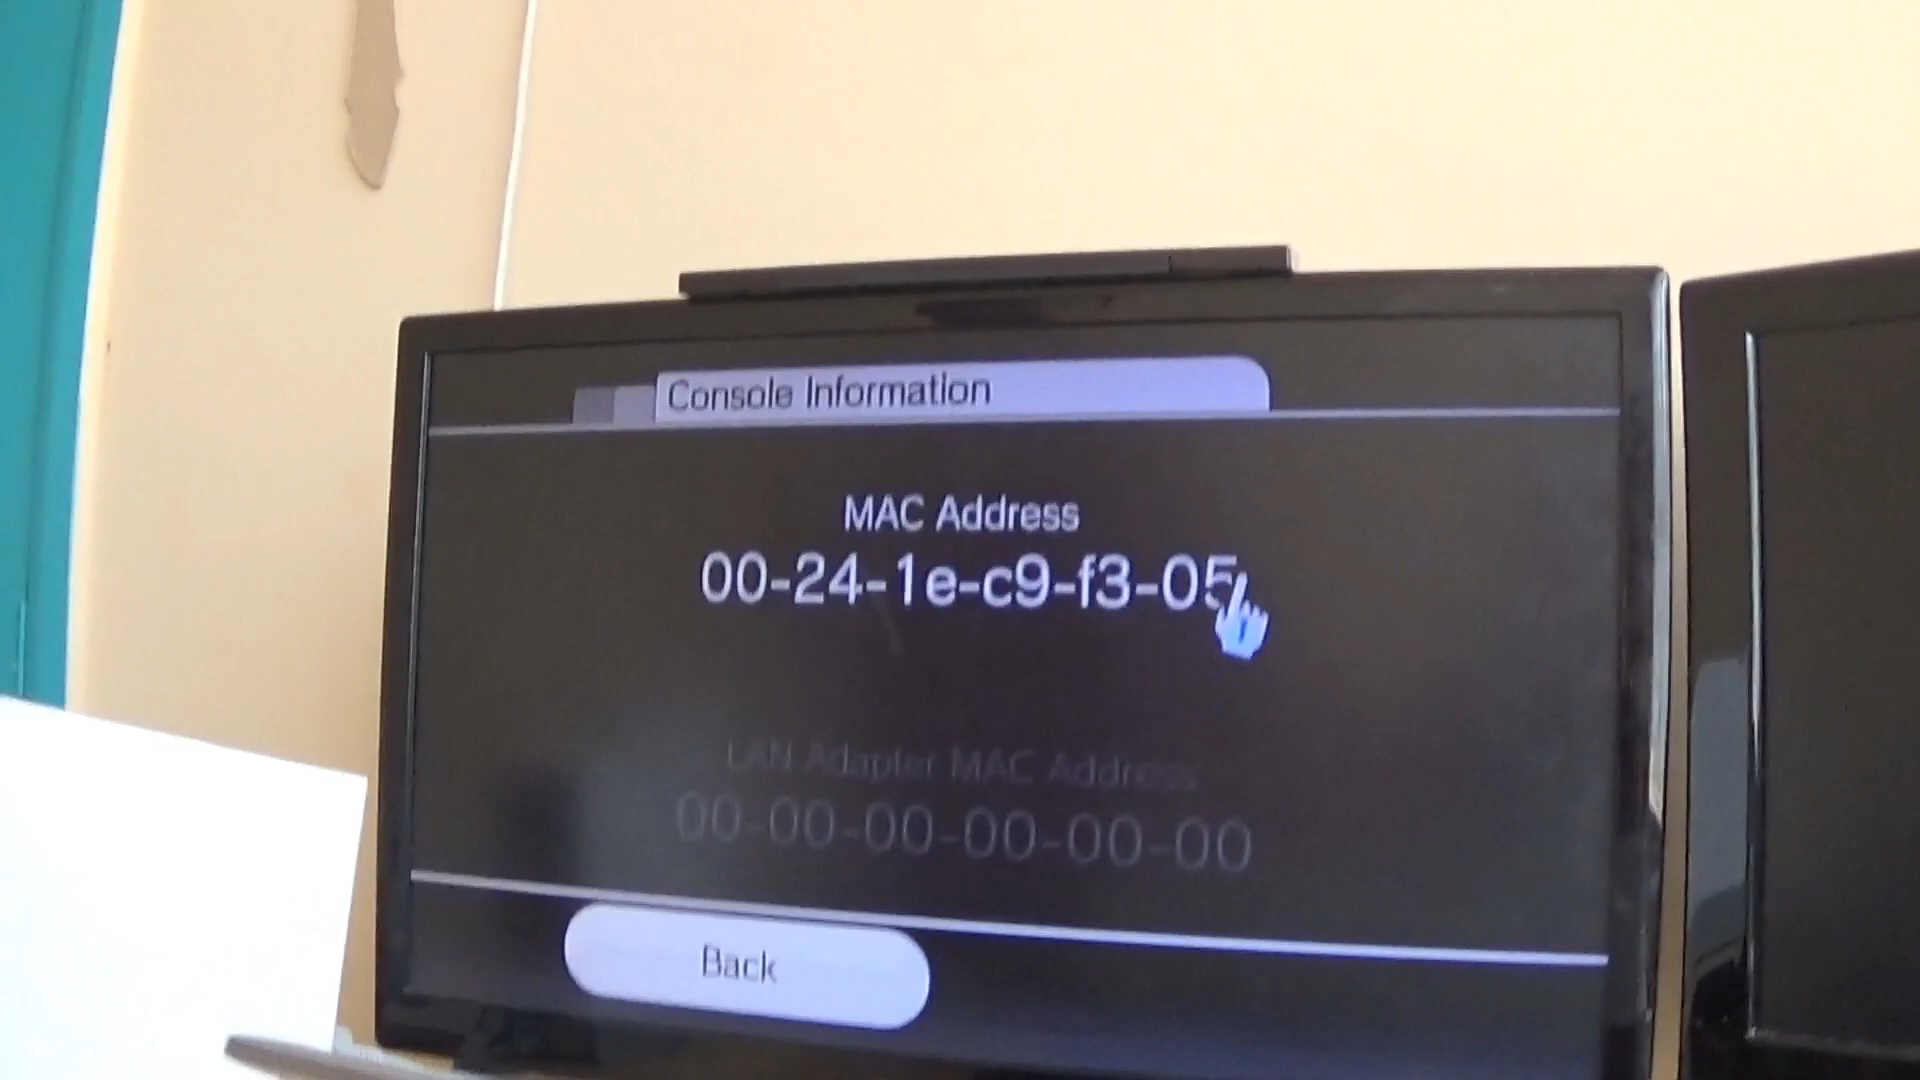 Console Information
MAC Address
00-24-1e-c9-f3-05
LAN Adapter MAC Address
00-00-00-00-00-00
Back